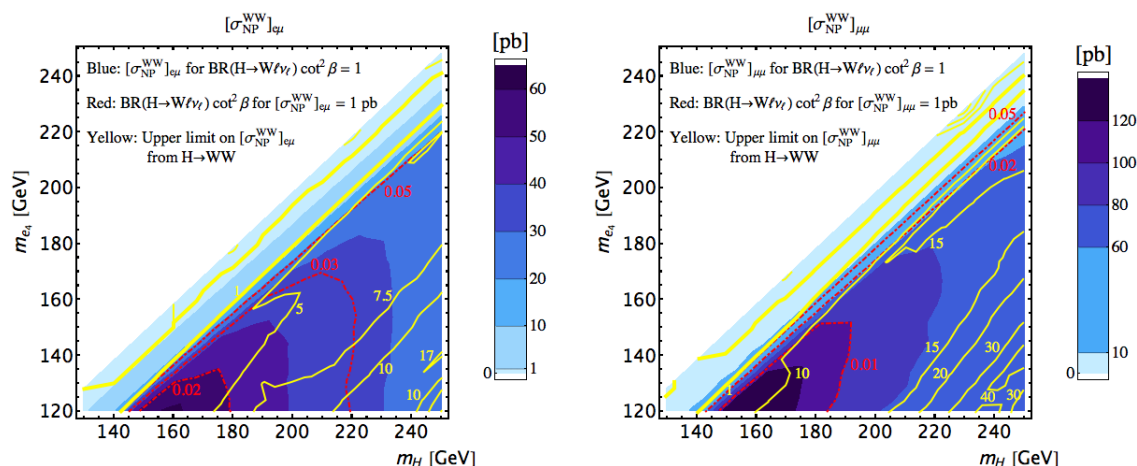 [σ_NP^WW]_eμ
[pb]
Blue: [σ_NP^WW]_eμ for BR(H→Wℓν_ℓ) cot² β = 1
Red: BR(H→Wℓν_ℓ) cot² β for [σ_NP^WW]_eμ = 1 pb
Yellow: Upper limit on [σ_NP^WW]_eμ
from H→WW
240
220
200
180
160
140
120
m_e₄ [GeV]
140 160 180 200 220 240
m_H [GeV]
0.05
0.03
0.02
1
5
7.5
10
17
10
60
50
40
30
20
10
1
0
[σ_NP^WW]_μμ
[pb]
Blue: [σ_NP^WW]_μμ for BR(H→Wℓν_ℓ) cot² β = 1
Red: BR(H→Wℓν_ℓ) cot² β for [σ_NP^WW]_μμ = 1pb
Yellow: Upper limit on [σ_NP^WW]_μμ
from H→WW
240
220
200
180
160
140
120
m_e₄ [GeV]
140 160 180 200 220 240
m_H [GeV]
0.05
0.02
0.01
1
15
10
15
20
30
40
30
120
100
80
60
10
0